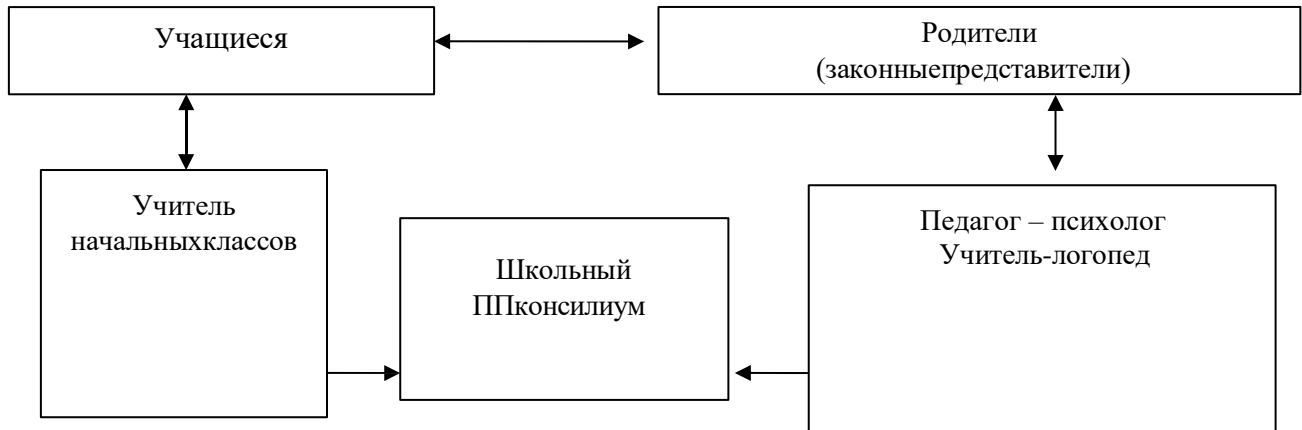 Учащиеся
Родители
(законныепредставители)
Учитель
начальныхклассов
Школьный
ППконсилиум
Педагог – психолог
Учитель-логопед